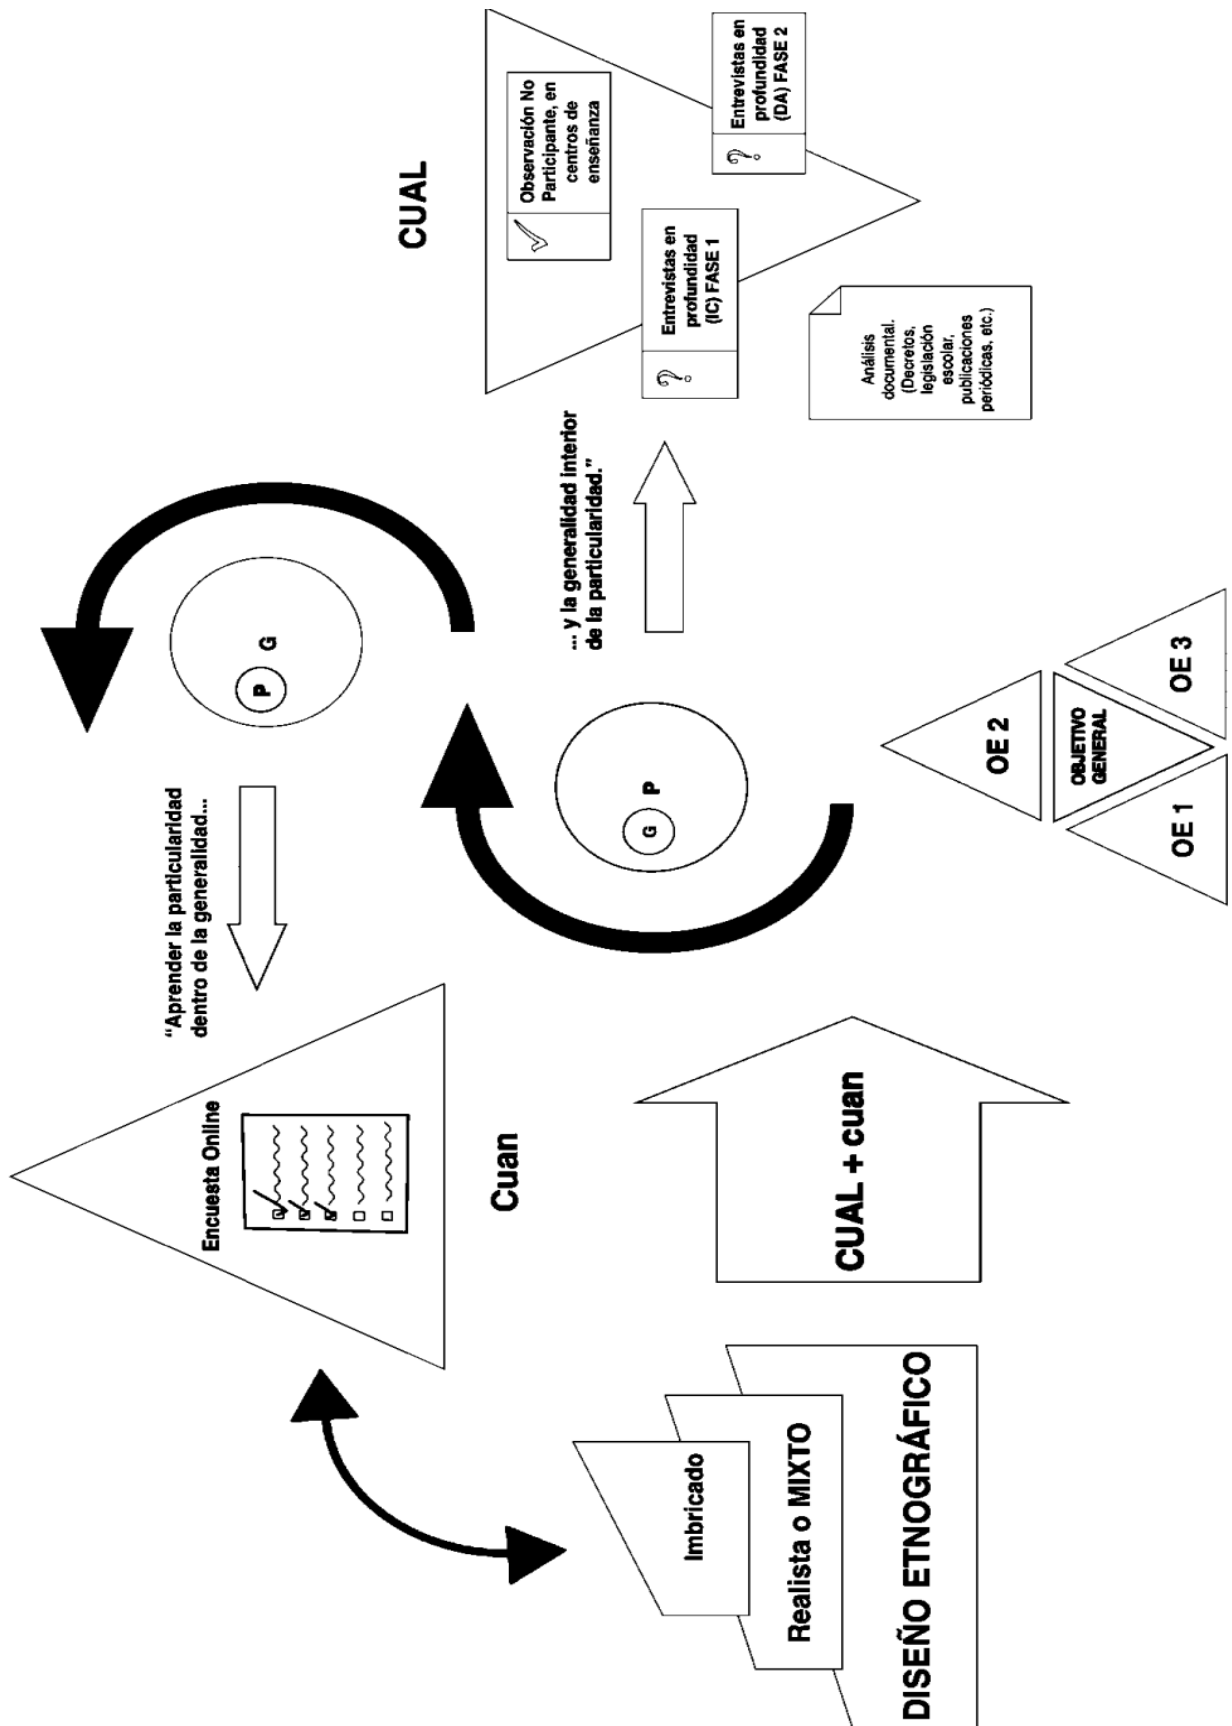 Encuesta Online
Cuan
“Aprender la particularidad
dentro de la generalidad...
P
G
CUAL
Observación No
Participante, en
centros de
enseñanza
... y la generalidad interior
de la particularidad.”
G
P
?
Entrevistas en
profundidad
(IC) FASE 1
?
Entrevistas en
profundidad
(DA) FASE 2
Análisis
documental.
(Decretos,
legislación
escolar,
publicaciones
periódicas, etc.)
Imbricado
Realista o MIXTO
DISEÑO ETNOGRÁFICO
CUAL + cuan
OE 2
OBJETIVO
GENERAL
OE 1
OE 3